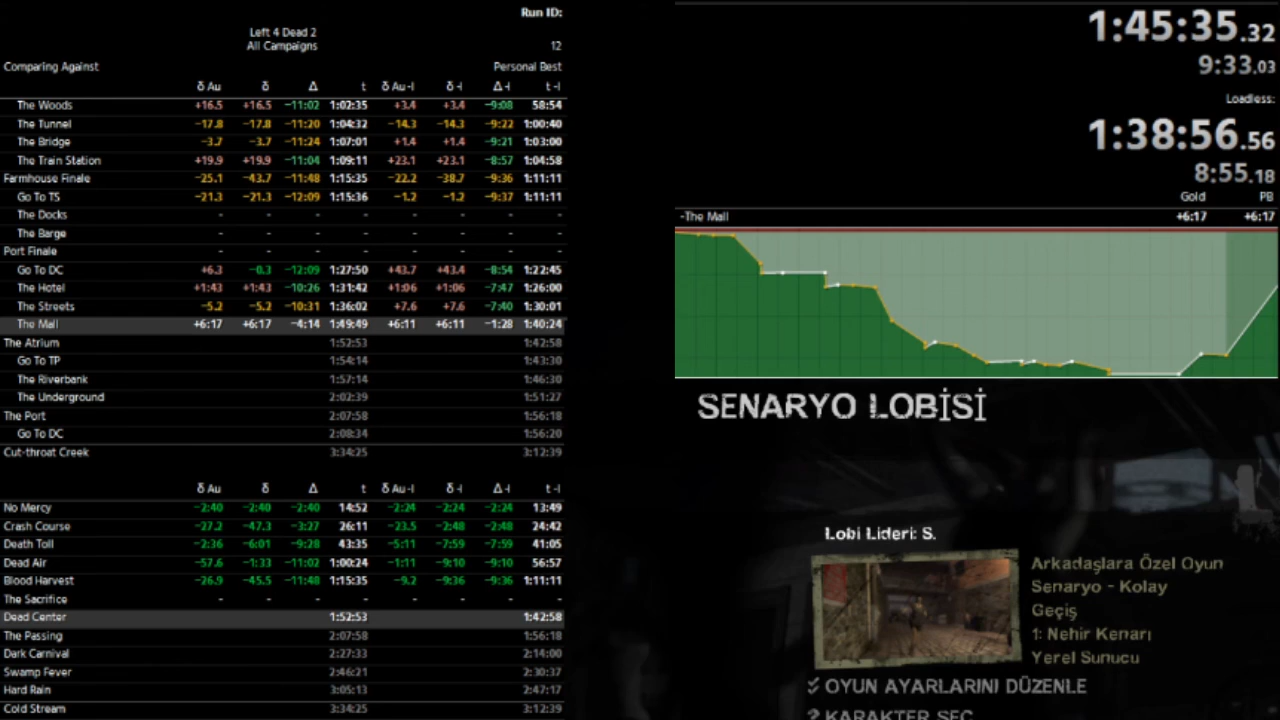 Run ID:
Left 4 Dead 2
All Campaigns
12
Comparing Against Personal Best
δ Au δ Δ t δ Au -l δ -l Δ -l t -l
The Woods +16.5 +16.5 −11:02 1:02:35 +3.4 +3.4 −9:08 58:54
The Tunnel −17.8 −17.8 −11:20 1:04:32 −14.3 −14.3 −9:22 1:00:40
The Bridge −3.7 −3.7 −11:24 1:07:01 +1.4 +1.4 −9:21 1:03:00
The Train Station +19.9 +19.9 −11:04 1:09:11 +23.1 +23.1 −8:57 1:04:58
Farmhouse Finale −25.1 −43.7 −11:48 1:15:35 −22.2 −38.7 −9:36 1:11:11
Go To TS −21.3 −21.3 −12:09 1:15:36 −1.2 −1.2 −9:37 1:11:11
The Docks - - - - - - - -
The Barge - - - - - - - -
Port Finale - - - - - - - -
Go To DC +6.3 −0.3 −12:09 1:27:50 +43.7 +43.4 −8:54 1:22:45
The Hotel +1:43 +1:43 −10:26 1:31:42 +1:06 +1:06 −7:47 1:26:00
The Streets −5.2 −5.2 −10:31 1:36:02 +7.6 +7.6 −7:40 1:30:01
The Mall +6:17 +6:17 −4:14 1:49:49 +6:11 +6:11 −1:28 1:40:24
The Atrium 1:52:53 1:42:58
Go To TP 1:54:14 1:43:30
The Riverbank 1:57:14 1:46:30
The Underground 2:02:39 1:51:27
The Port 2:07:58 1:56:18
Go To DC 2:08:34 1:56:20
Cut-throat Creek 3:34:25 3:12:39
δ Au δ Δ t δ Au -l δ -l Δ -l t -l
No Mercy −2:40 −2:40 −2:40 14:52 −2:24 −2:24 −2:24 13:49
Crash Course −27.2 −47.3 −3:27 26:11 −23.5 −2:48 −2:48 24:42
Death Toll −2:36 −6:01 −9:28 43:35 −5:11 −7:59 −7:59 41:05
Dead Air −57.6 −1:33 −11:02 1:00:24 −1:11 −9:10 −9:10 56:57
Blood Harvest −26.9 −45.5 −11:48 1:15:35 −9.2 −9:36 −9:36 1:11:11
The Sacrifice - - - - - - - -
Dead Center 1:52:53 1:42:58
The Passing 2:07:58 1:56:18
Dark Carnival 2:27:33 2:14:00
Swamp Fever 2:46:21 2:30:37
Hard Rain 3:05:13 2:47:17
Cold Stream 3:34:25 3:12:39
1:45:35.32
9:33.03
Loadless:
1:38:56.56
8:55.18
Gold PB
-The Mall +6:17 +6:17
SENARYO LOBİSİ
Lobi Lideri: S.
Arkadaşlara Özel Oyun
Senaryo - Kolay
Geçiş
1: Nehir Kenarı
Yerel Sunucu
OYUN AYARLARINI DÜZENLE
KARAKTER SEÇ